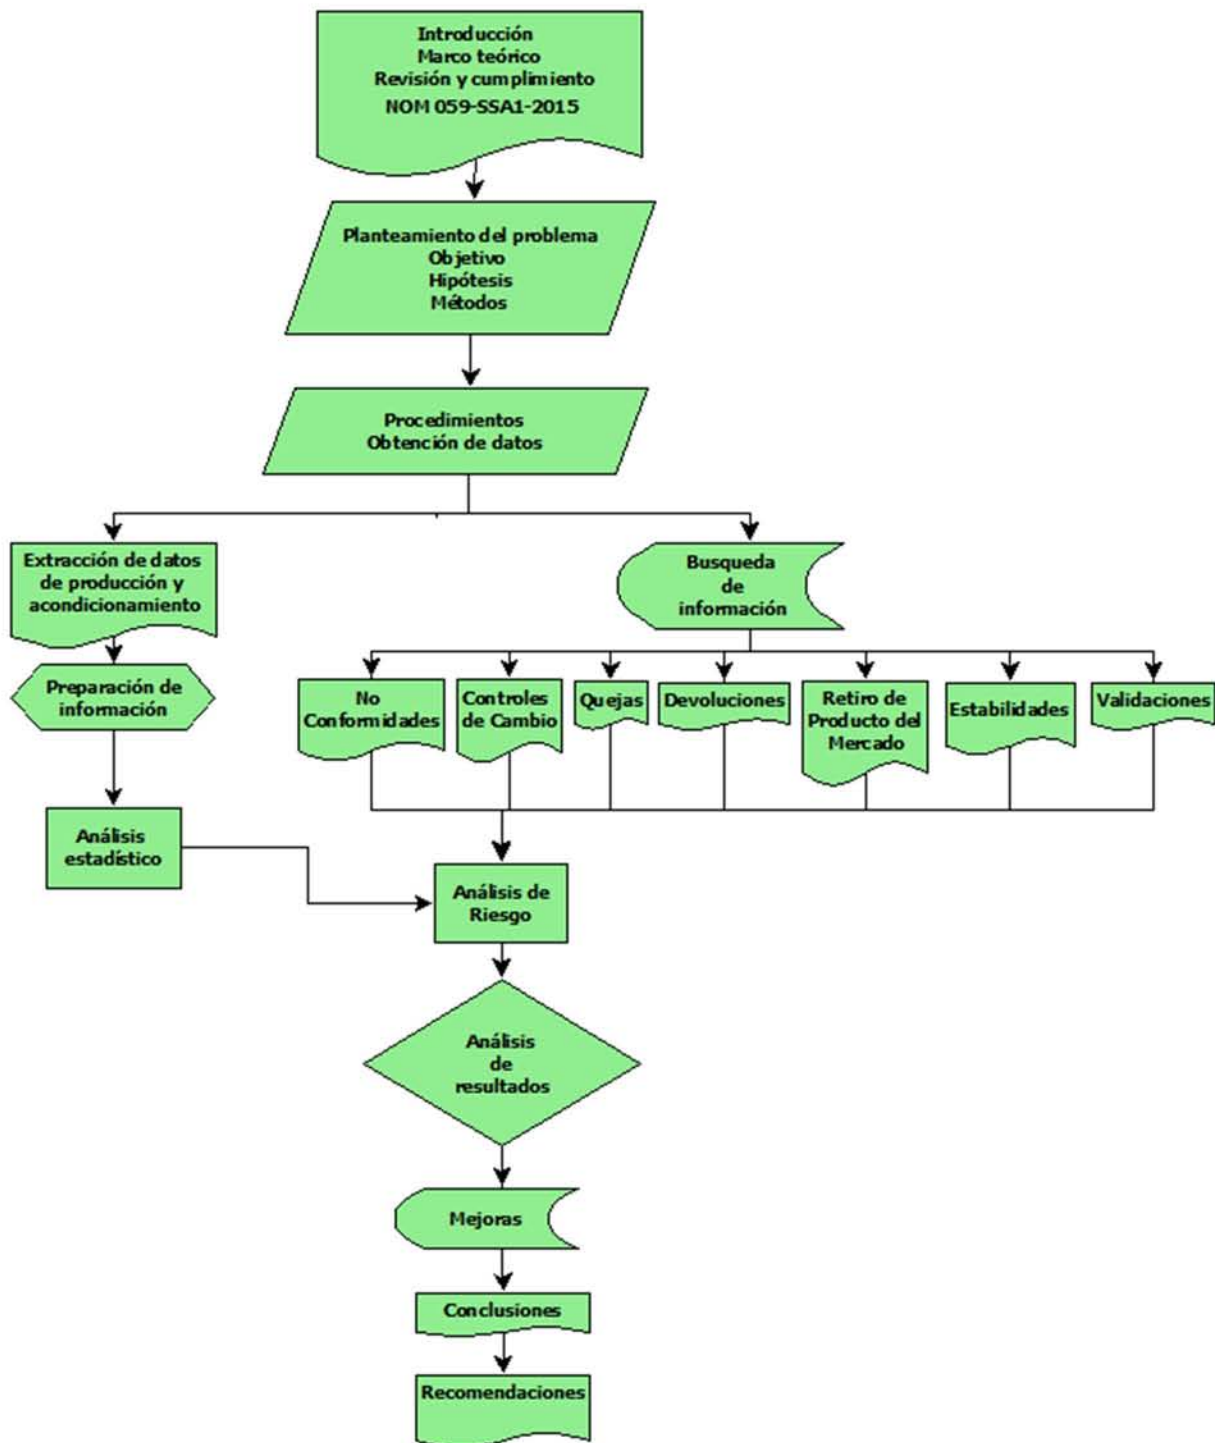 Introducción
Marco teórico
Revisión y cumplimiento
NOM 059-SSA1-2015
Planteamiento del problema
Objetivo
Hipótesis
Métodos
Procedimientos
Obtención de datos
Extracción de datos
de producción y
acondicionamiento
Busqueda
de
información
Preparación de
información
No
Conformidades
Controles
de Cambio
Quejas
Devoluciones
Retiro de
Producto del
Mercado
Estabilidades
Validaciones
Análisis
estadístico
Análisis de
Riesgo
Análisis
de
resultados
Mejoras
Conclusiones
Recomendaciones